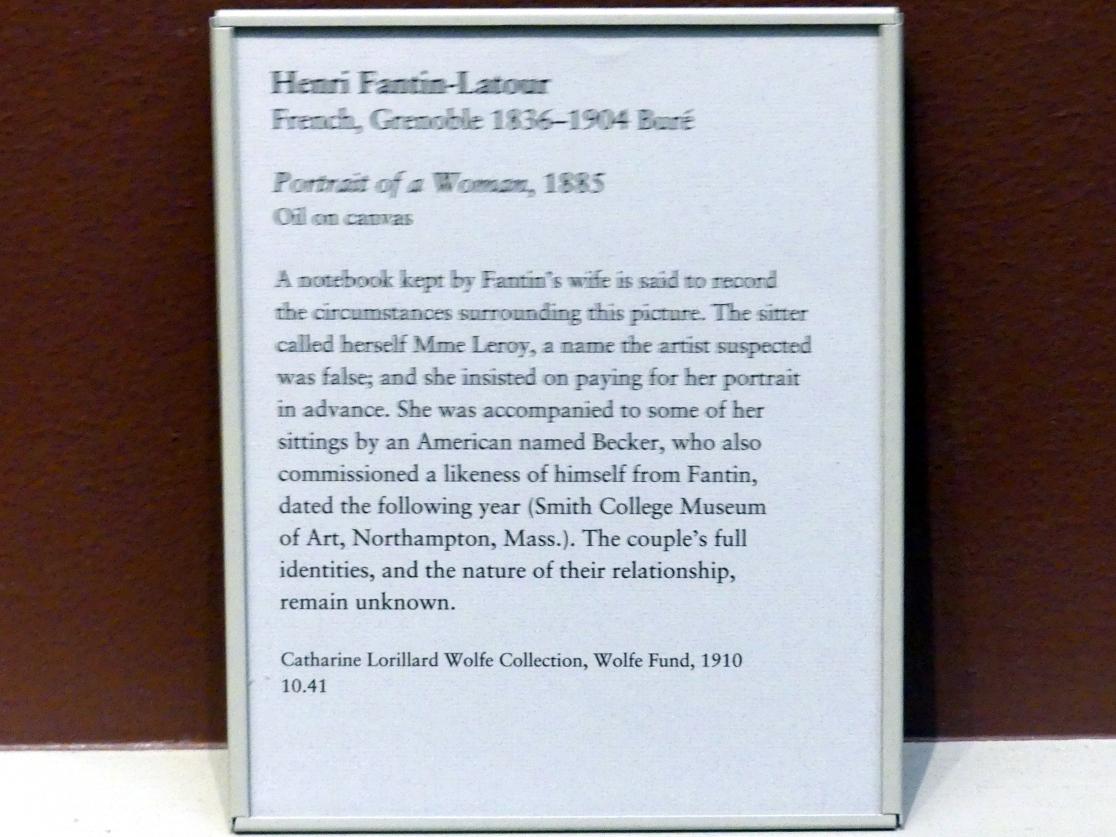 Henri Fantin-Latour
French, Grenoble 1836–1904 Buré
Portrait of a Woman, 1885
Oil on canvas
A notebook kept by Fantin's wife is said to record
the circumstances surrounding this picture. The sitter
called herself Mme Leroy, a name the artist suspected
was false; and she insisted on paying for her portrait
in advance. She was accompanied to some of her
sittings by an American named Becker, who also
commissioned a likeness of himself from Fantin,
dated the following year (Smith College Museum
of Art, Northampton, Mass.). The couple's full
identities, and the nature of their relationship,
remain unknown.
Catharine Lorillard Wolfe Collection, Wolfe Fund, 1910
10.41